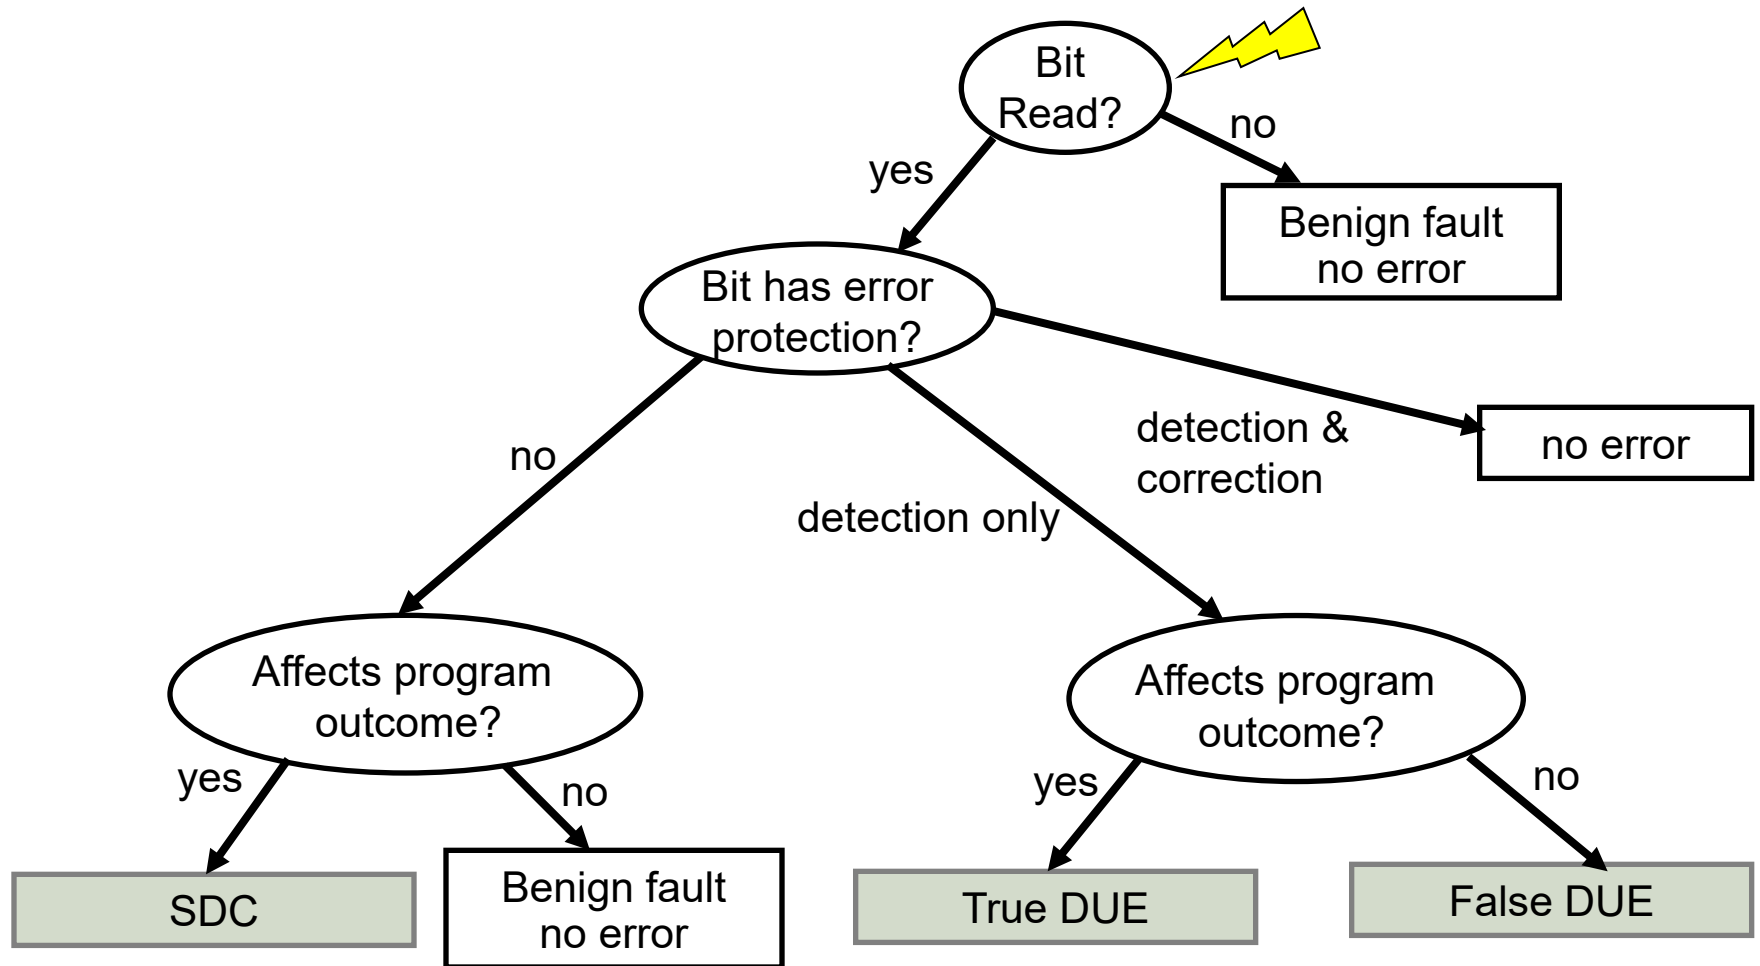 Bit
Read?
no
yes
Benign fault
no error
Bit has error
protection?
detection &
correction
no error
no
detection only
Affects program
outcome?
Affects program
outcome?
yes
no
yes
no
SDC
Benign fault
no error
True DUE
False DUE